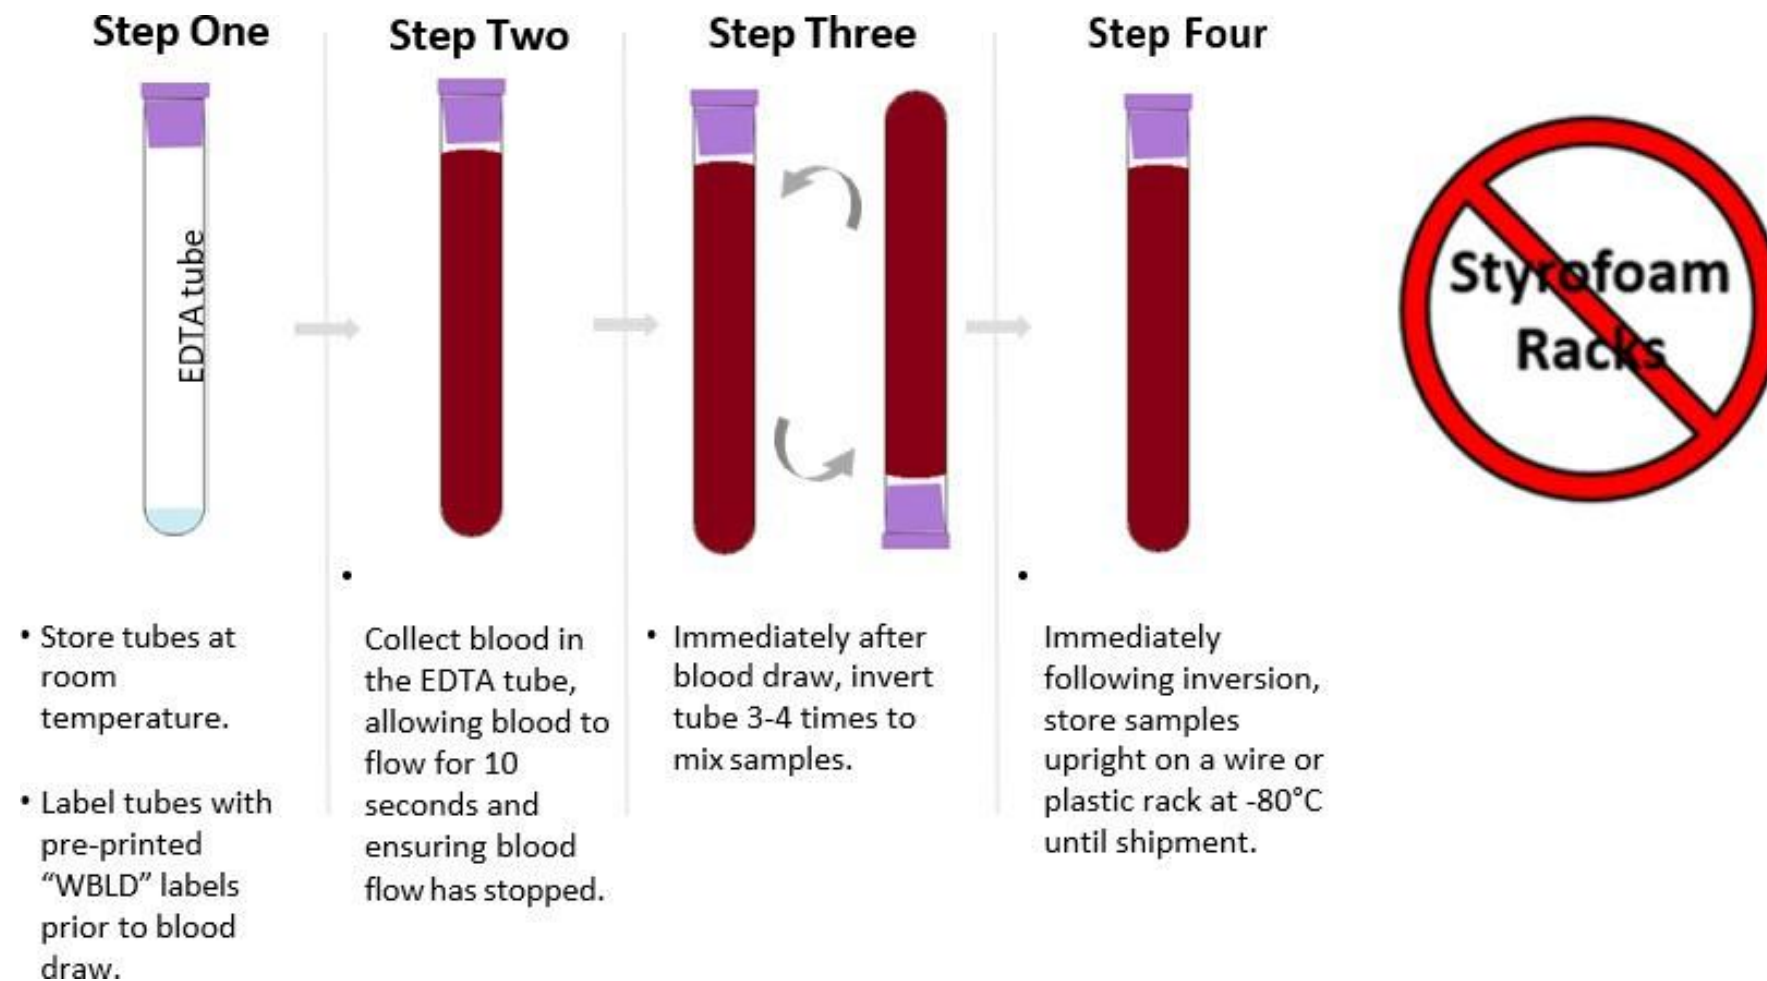 Step One
EDTA tube
• Store tubes at
room
temperature.
• Label tubes with
pre-printed
“WBLD” labels
prior to blood
draw.
Step Two
•
Collect blood in
the EDTA tube,
allowing blood to
flow for 10
seconds and
ensuring blood
flow has stopped.
Step Three
• Immediately after
blood draw, invert
tube 3-4 times to
mix samples.
Step Four
•
Immediately
following inversion,
store samples
upright on a wire or
plastic rack at -80°C
until shipment.
Styrofoam
Racks